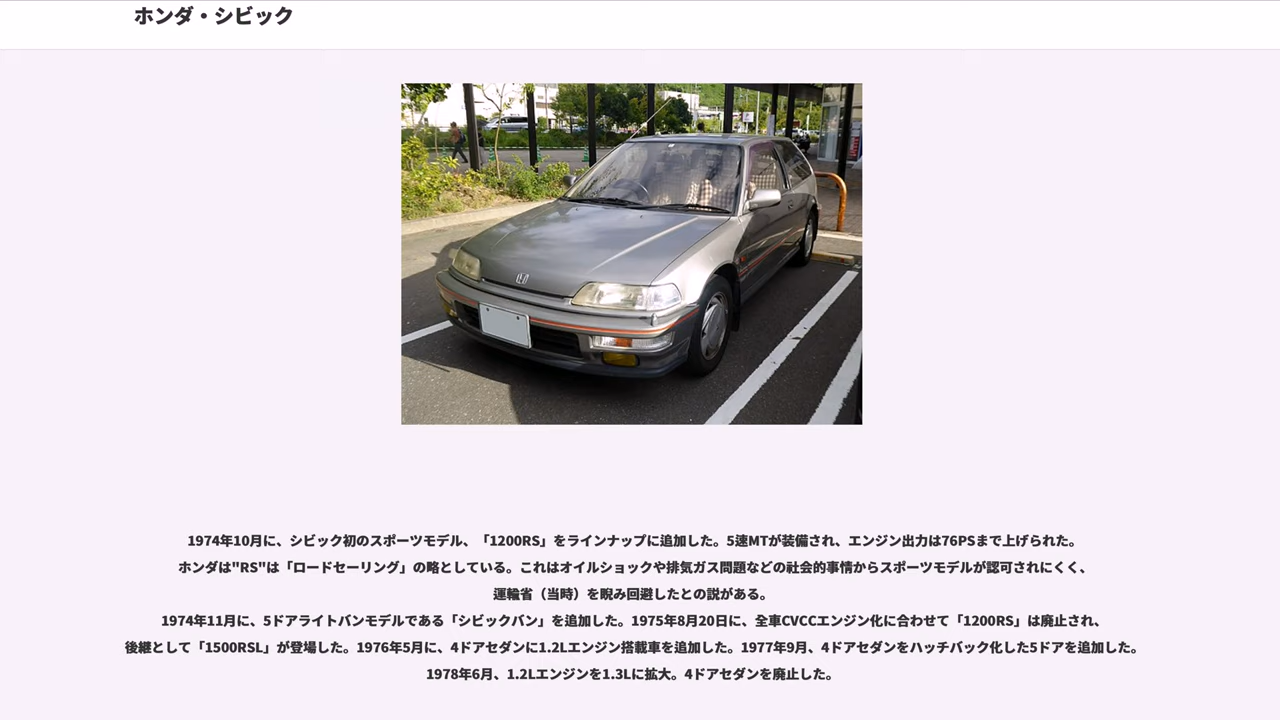 ホンダ・シビック
1974年10月に、シビック初のスポーツモデル、「1200RS」をラインナップに追加した。5速MTが装備され、エンジン出力は76PSまで上げられた。
ホンダは"RS"は「ロードセーリング」の略としている。これはオイルショックや排気ガス問題などの社会的事情からスポーツモデルが認可されにくく、
運輸省（当時）を睨み回避したとの説がある。
1974年11月に、5ドアライトバンモデルである「シビックバン」を追加した。1975年8月20日に、全車CVCCエンジン化に合わせて「1200RS」は廃止され、
後継として「1500RSL」が登場した。1976年5月に、4ドアセダンに1.2Lエンジン搭載車を追加した。1977年9月、4ドアセダンをハッチバック化した5ドアを追加した。
1978年6月、1.2Lエンジンを1.3Lに拡大。4ドアセダンを廃止した。